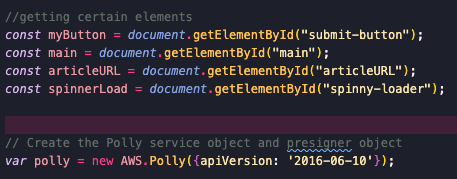 //getting certain elements
const myButton = document.getElementById("submit-button");
const main = document.getElementById("main");
const articleURL = document.getElementById("articleURL");
const spinnerLoad = document.getElementById("spinny-loader");
// Create the Polly service object and presigner object
var polly = new AWS.Polly({apiVersion: '2016-06-10'});